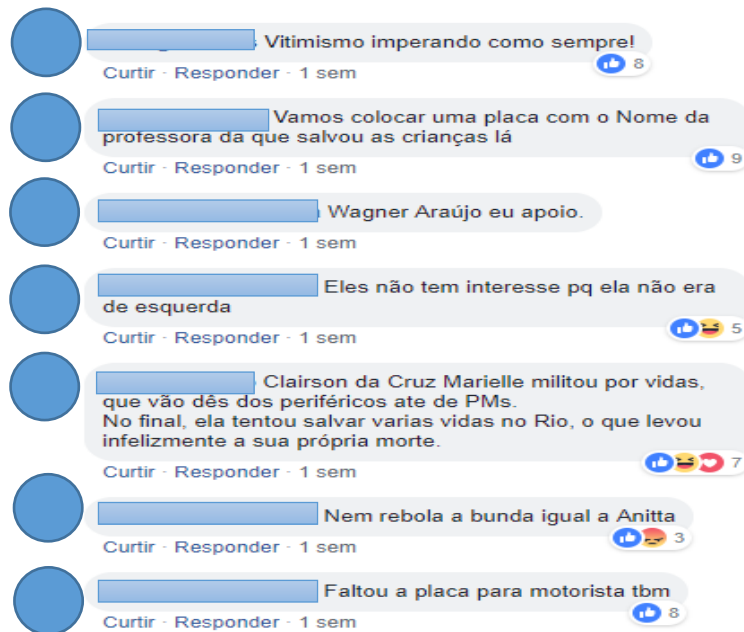 Vitimismo imperando como sempre!
8
Curtir · Responder · 1 sem
Vamos colocar uma placa com o Nome da
professora da que salvou as crianças lá
9
Curtir · Responder · 1 sem
Wagner Araújo eu apoio.
Curtir · Responder · 1 sem
Eles não tem interesse pq ela não era
de esquerda
5
Curtir · Responder · 1 sem
Clairson da Cruz Marielle militou por vidas,
que vão dês dos periféricos ate de PMs.
No final, ela tentou salvar varias vidas no Rio, o que levou
infelizmente a sua própria morte.
7
Curtir · Responder · 1 sem
Nem rebola a bunda igual a Anitta
3
Curtir · Responder · 1 sem
Faltou a placa para motorista tbm
8
Curtir · Responder · 1 sem